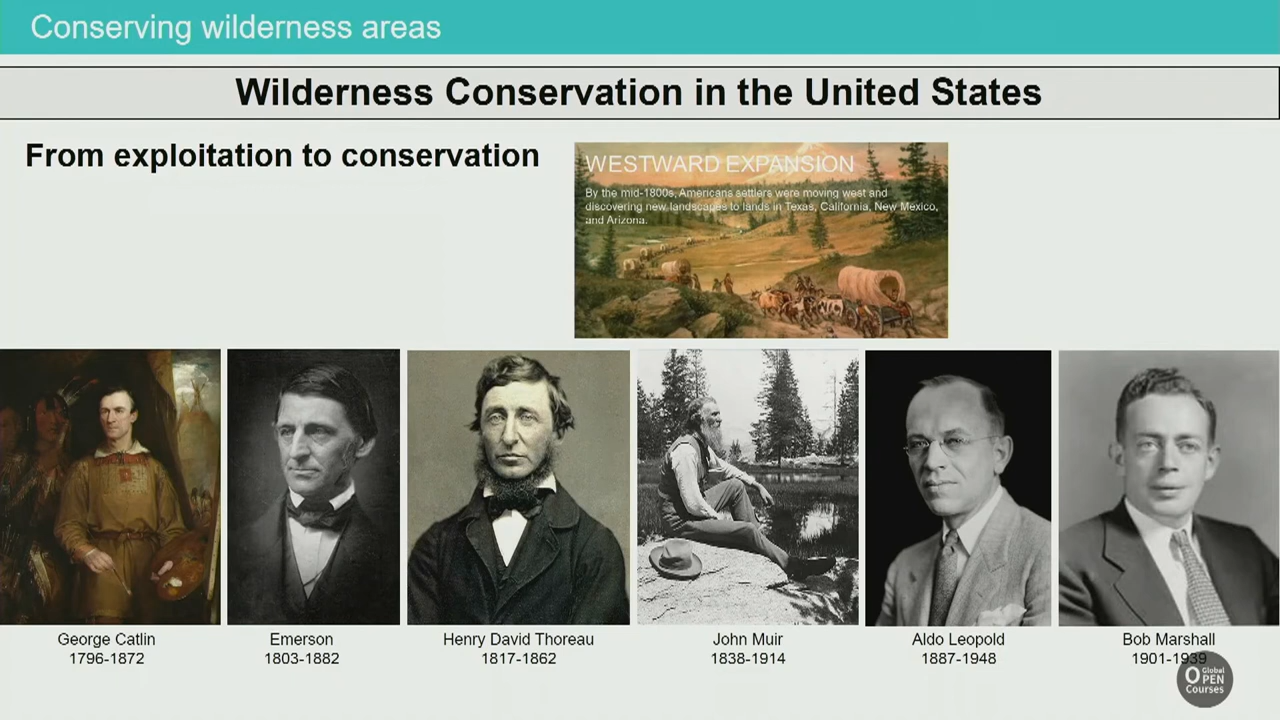 Conserving wilderness areas
Wilderness Conservation in the United States
From exploitation to conservation
WESTWARD EXPANSION
By the mid-1800s, Americans settlers were moving west and
discovering new landscapes to lands in Texas, California, New Mexico,
and Arizona.
George Catlin
1796-1872
Emerson
1803-1882
Henry David Thoreau
1817-1862
John Muir
1838-1914
Aldo Leopold
1887-1948
Bob Marshall
1901-1939
Global
OPEN
Courses